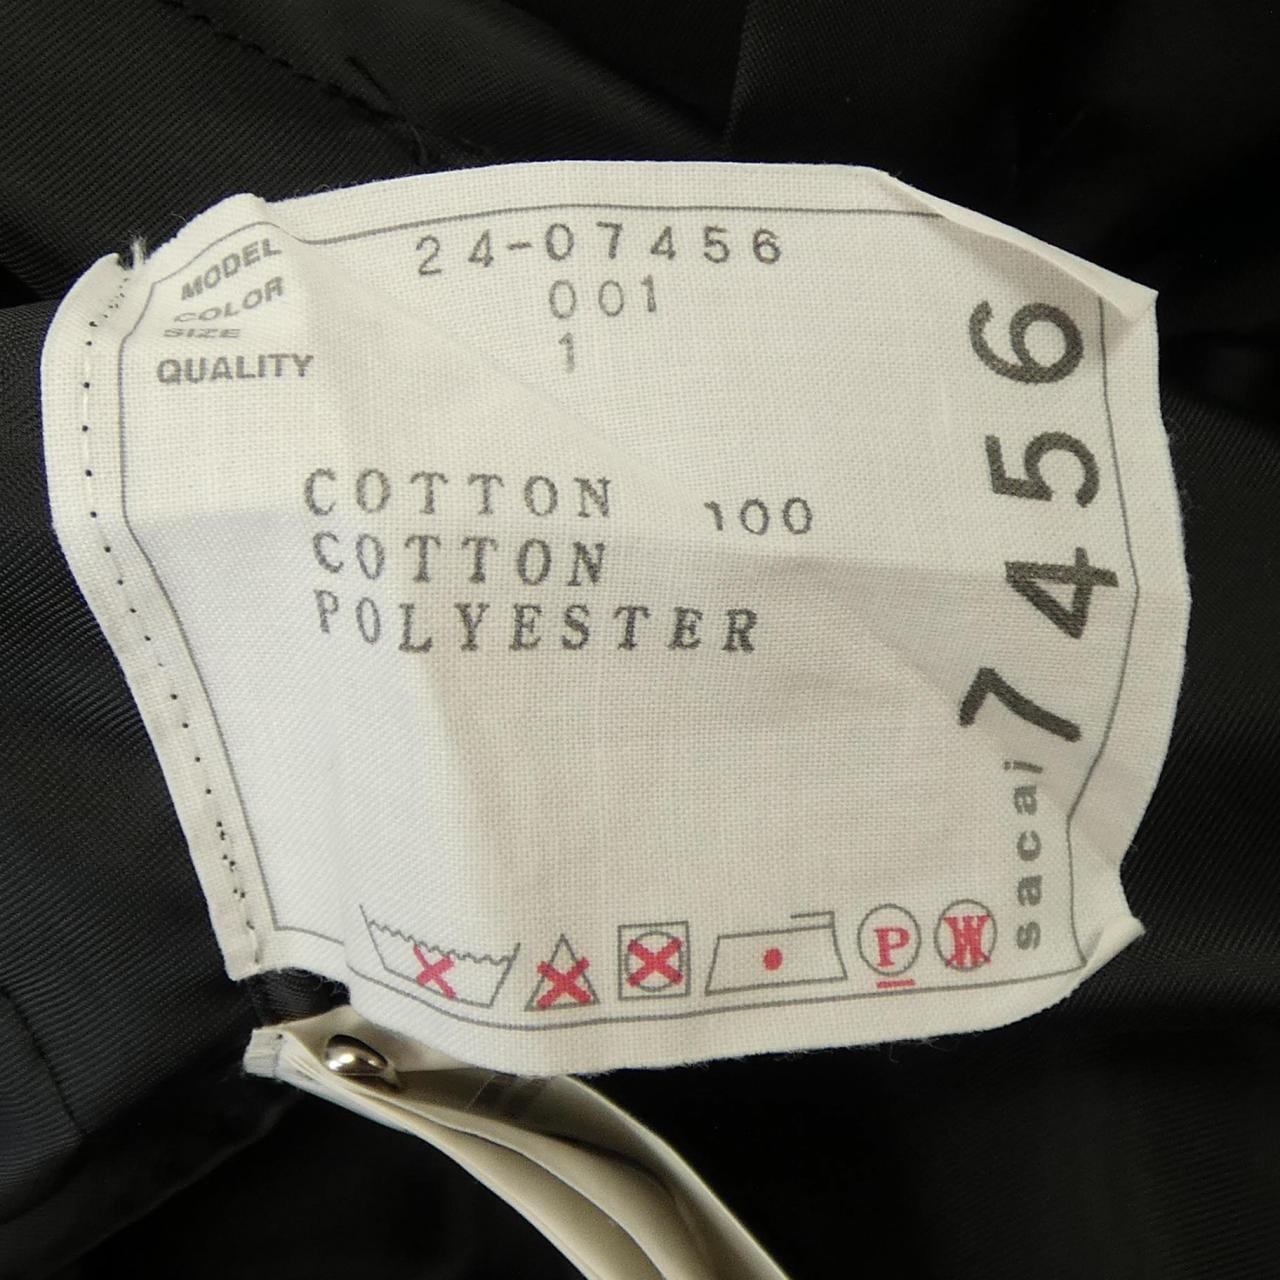 MODEL 24-07456
COLOR 001
SIZE 1
QUALITY
COTTON 100
COTTON
POLYESTER
sacai 7456
P
W